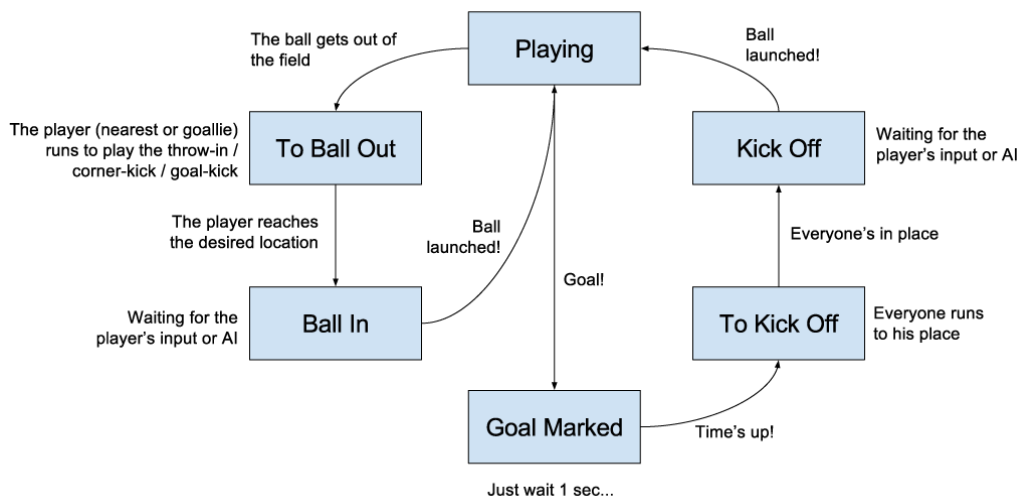 Playing
The ball gets out of
the field
Ball
launched!
The player (nearest or goallie)
runs to play the throw-in /
corner-kick / goal-kick
To Ball Out
Kick Off
Waiting for the
player's input or AI
The player reaches
the desired location
Ball
launched!
Everyone's in place
Goal!
Waiting for the
player's input or AI
Ball In
To Kick Off
Everyone runs
to his place
Goal Marked
Time's up!
Just wait 1 sec...